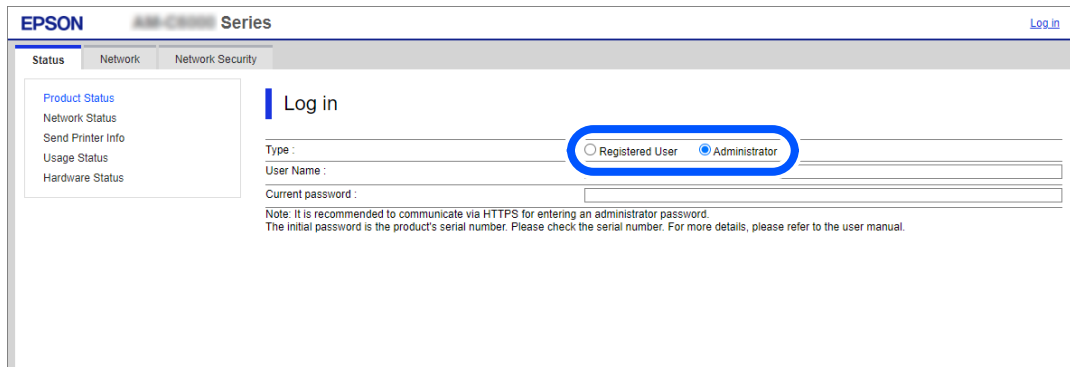 EPSON Series
Log in
Status Network Network Security
Product Status
Network Status
Send Printer Info
Usage Status
Hardware Status
Log in
Type : Registered User Administrator
User Name :
Current password :
Note: It is recommended to communicate via HTTPS for entering an administrator password.
The initial password is the product's serial number. Please check the serial number. For more details, please refer to the user manual.